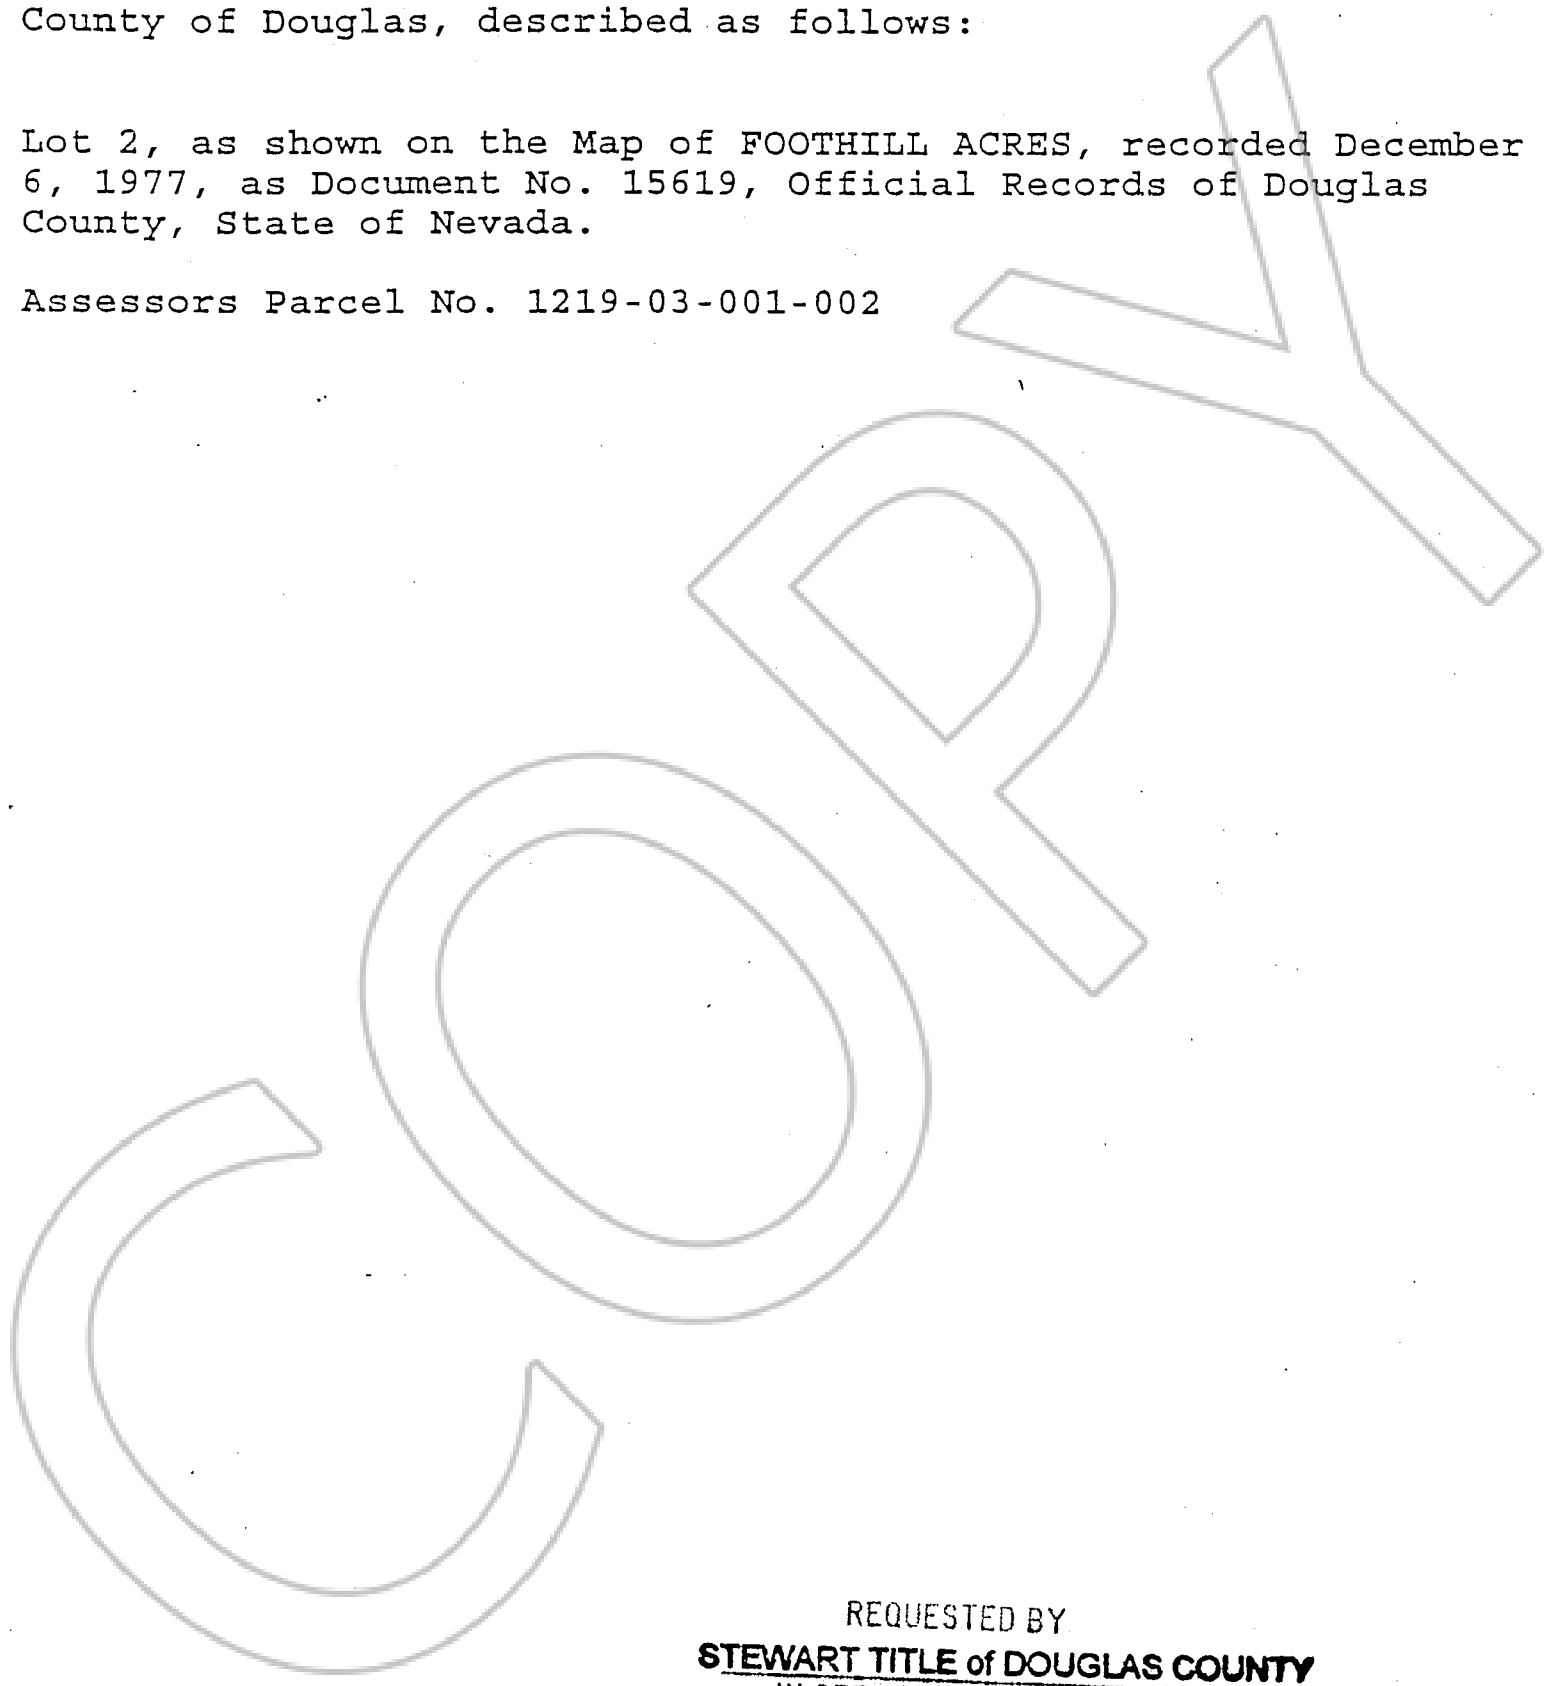 County of Douglas, described as follows:
Lot 2, as shown on the Map of FOOTHILL ACRES, recorded December
6, 1977, as Document No. 15619, Official Records of Douglas
County, State of Nevada.
Assessors Parcel No. 1219-03-001-002
COPY
REQUESTED BY
STEWART TITLE of DOUGLAS COUNTY